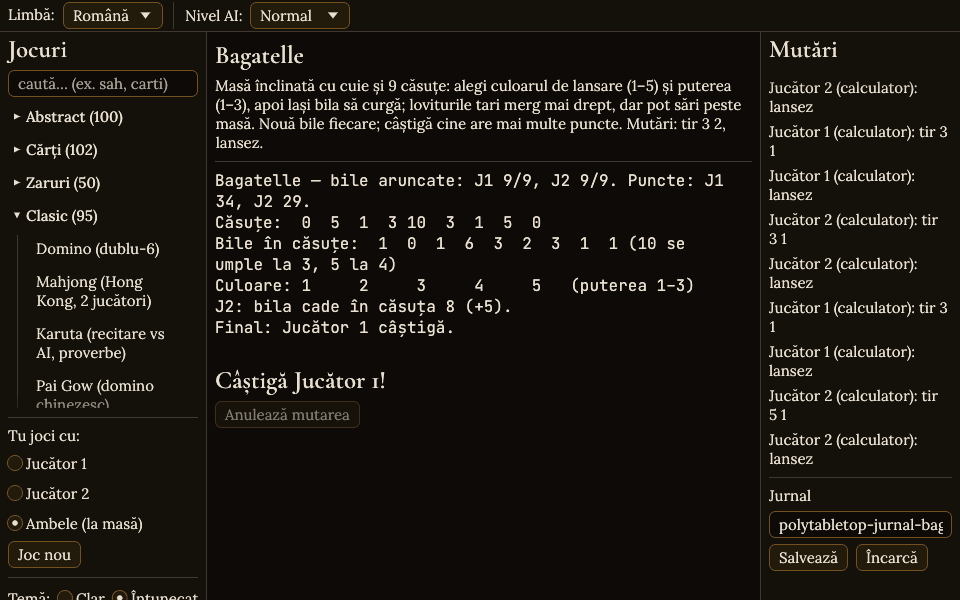 Limbă: Română ▼ Nivel AI: Normal ▼
Jocuri
caută... (ex. sah, carti)
▸ Abstract (100)
▸ Cărți (102)
▸ Zaruri (50)
▾ Clasic (95)
Domino (dublu-6)
Mahjong (Hong
Kong, 2 jucători)
Karuta (recitare vs
AI, proverbe)
Pai Gow (domino
chinezesc)
Tu joci cu:
Jucător 1
Jucător 2
Ambele (la masă)
Joc nou
Temă: Clar Întunecat
Bagatelle
Masă înclinată cu cuie și 9 căsuțe: alegi culoarul de lansare (1–5) și puterea
(1–3), apoi lași bila să curgă; loviturile tari merg mai drept, dar pot sări peste
masă. Nouă bile fiecare; câștigă cine are mai multe puncte. Mutări: tir 3 2,
lansez.
Bagatelle — bile aruncate: J1 9/9, J2 9/9. Puncte: J1
34, J2 29.
Căsuțe:  0  5  1  3 10  3  1  5  0
Bile în căsuțe:  1  0  1  6  3  2  3  1  1 (10 se
umple la 3, 5 la 4)
Culoare: 1     2     3     4     5   (puterea 1–3)
J2: bila cade în căsuța 8 (+5).
Final: Jucător 1 câștigă.
Câștigă Jucător 1!
Anulează mutarea
Mutări
Jucător 2 (calculator):
lansez
Jucător 1 (calculator): tir 3
1
Jucător 1 (calculator):
lansez
Jucător 2 (calculator): tir
3 1
Jucător 2 (calculator):
lansez
Jucător 1 (calculator): tir 3
1
Jucător 1 (calculator):
lansez
Jucător 2 (calculator): tir
5 1
Jucător 2 (calculator):
lansez
Jurnal
polytabletop-jurnal-bag
Salvează Încarcă